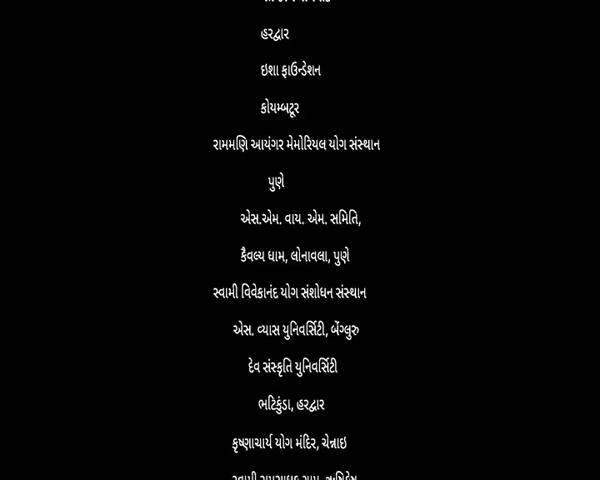 હરદ્વાર
ઇશા ફાઉન્ડેશન
કોયમ્બટૂર
રામમણિ આયંગર મેમોરિયલ યોગ સંસ્થાન
પુણે
એસ.એમ. વાય. એમ. સમિતિ,
કૈવલ્ય ધામ, લોનાવલા, પુણે
સ્વામી વિવેકાનંદ યોગ સંશોધન સંસ્થાન
એસ. વ્યાસ યુનિવર્સિટી, બેંગ્લુરુ
દેવ સંસ્કૃતિ યુનિવર્સિટી
ભટિકુંડા, હરદ્વાર
કૃષ્ણાચાર્ય યોગ મંદિર, ચેન્નાઇ